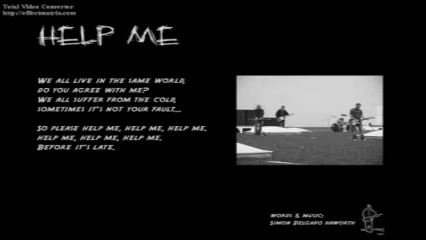 Total Video Converter
http://effectmatrix.com
HELP ME
WE ALL LIVE IN THE SAME WORLD,
DO YOU AGREE WITH ME?
WE ALL SUFFER FROM THE COLD,
SOMETIMES IT'S NOT YOUR FAULT...
SO PLEASE HELP ME, HELP ME, HELP ME,
HELP ME, HELP ME, HELP ME.
BEFORE IT'S LATE.
WORDS & MUSIC:
SIMON DELGADO HAWORTH